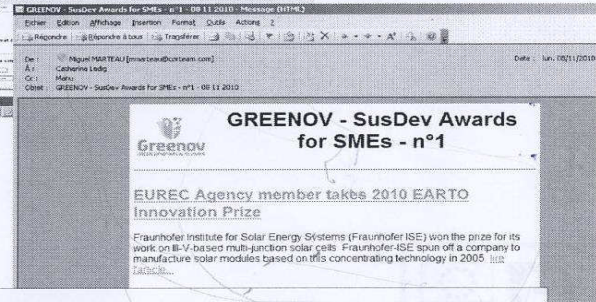 GREENOV - SusDev Awards for SMEs - n°1 - 08 11 2010 - Message (HTML)
Fichier Edition Affichage Insertion Format Outils Actions ?
Répondre Répondre à tous Transférer
De : Miguel MARTEAU Date : lun. 08/11/2010
À : Catherine Ledig
Cc : Manu
Objet : GREENOV - SusDev Awards for SMEs - n°1 - 08 11 2010
GREENOV - SusDev Awards
for SMEs - n°1
Greenov
EUREC Agency member takes 2010 EARTO
Innovation Prize
Fraunhofer Institute for Solar Energy Systems (Fraunhofer ISE) won the prize for its
work on III-V-based multi-junction solar cells. Fraunhofer-ISE spun off a company to
manufacture solar modules based on this concentrating technology in 2005. lire
l'article...